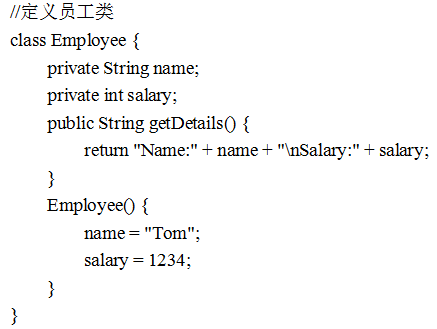 //定义员工类
class Employee {
private String name;
private int salary;
public String getDetails() {
return "Name:" + name + "\nSalary:" + salary;
}
Employee() {
name = "Tom";
salary = 1234;
}
}